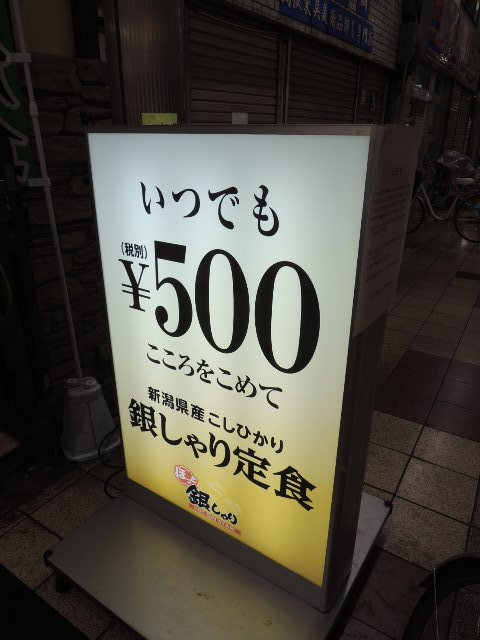 いつでも
(税別)
¥500
こころをこめて
新潟県産こしひかり
銀しゃり定食
銀しゃり